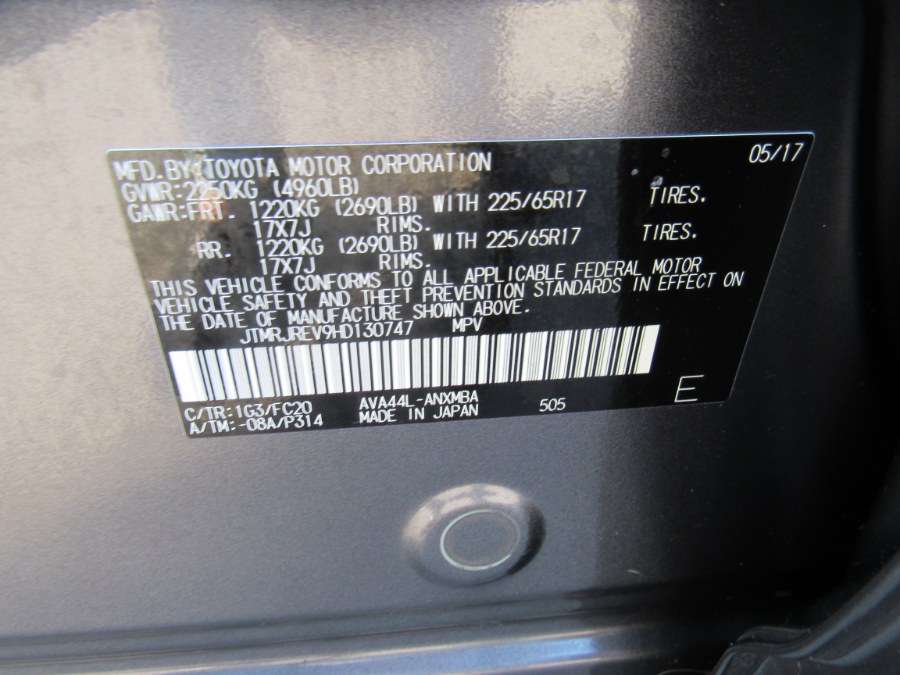 MFD.BY:TOYOTA MOTOR CORPORATION 05/17
GVWR:2250KG (4960LB)
GAWR:FRT. 1220KG (2690LB) WITH 225/65R17 TIRES.
17X7J RIMS.
RR. 1220KG (2690LB) WITH 225/65R17 TIRES.
17X7J RIMS.
THIS VEHICLE CONFORMS TO ALL APPLICABLE FEDERAL MOTOR
VEHICLE SAFETY AND THEFT PREVENTION STANDARDS IN EFFECT ON
THE DATE OF MANUFACTURE SHOWN ABOVE.
JTMRJREV9HD130747 MPV
C/TR:1G3/FC20 AVA44L-ANXMBA 505 E
A/TM:-08A/P314 MADE IN JAPAN